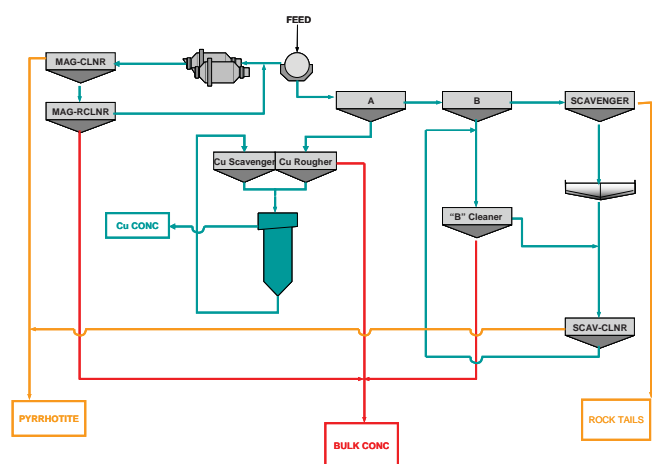 FEED
MAG-CLNR
MAG-RCLNR
A
B
SCAVENGER
Cu Scavenger
Cu Rougher
Cu CONC
“B” Cleaner
SCAV-CLNR
PYRRHOTITE
BULK CONC
ROCK TAILS